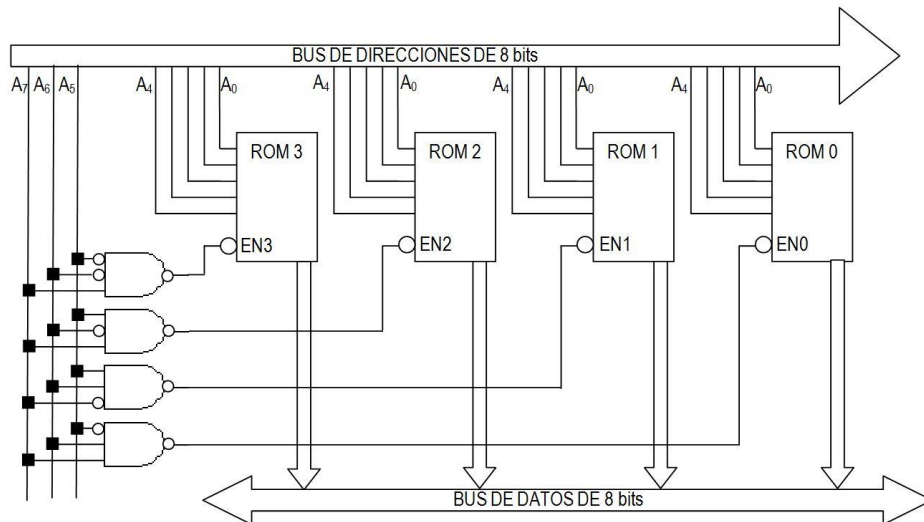 BUS DE DIRECCIONES DE 8 bits
A7 A6 A5 A4 A0 A4 A0 A4 A0 A4 A0
ROM 3 ROM 2 ROM 1 ROM 0
EN3 EN2 EN1 EN0
BUS DE DATOS DE 8 bits